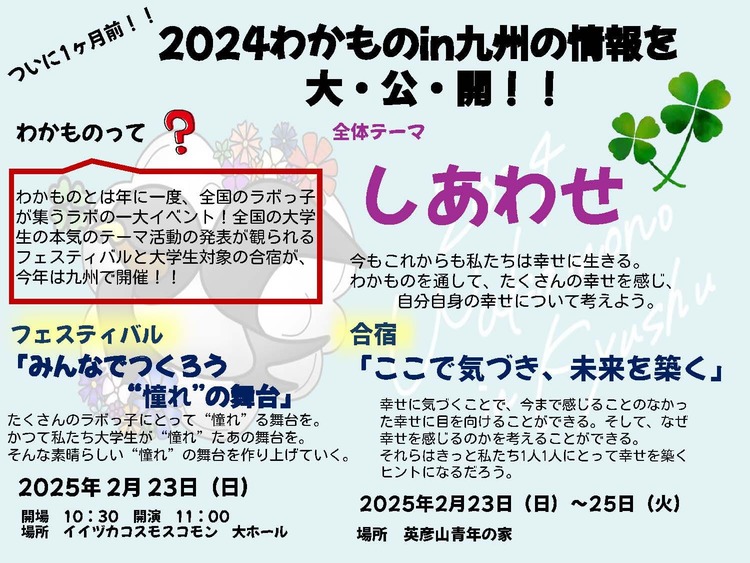 ついに1ヶ月前！！
2024わかものin九州の情報を
大・公・開！！
わかものって
？
わかものとは年に一度、全国のラボっ子
が集うラボの一大イベント！全国の大学
生の本気のテーマ活動の発表が観られる
フェスティバルと大学生対象の合宿が、
今年は九州で開催！！
全体テーマ
しあわせ
今もこれからも私たちは幸せに生きる。
わかものを通して、たくさんの幸せを感じ、
自分自身の幸せについて考えよう。
フェスティバル
「みんなでつくろう
“憧れ”の舞台」
たくさんのラボっ子にとって“憧れ”る舞台を。
かつて私たち大学生が“憧れ”たあの舞台を。
そんな素晴らしい“憧れ”の舞台を作り上げていく。
2025年2月23日（日）
開場　10：30　開演　11：00
場所　イイヅカコスモスコモン　大ホール
合宿
「ここで気づき、未来を築く」
幸せに気づくことで、今まで感じることのなかっ
た幸せに目を向けることができる。そして、なぜ
幸せを感じるのかを考えることができる。
それらはきっと私たち1人1人にとって幸せを築く
ヒントになるだろう。
2025年2月23日（日）～25日（火）
場所　英彦山青年の家